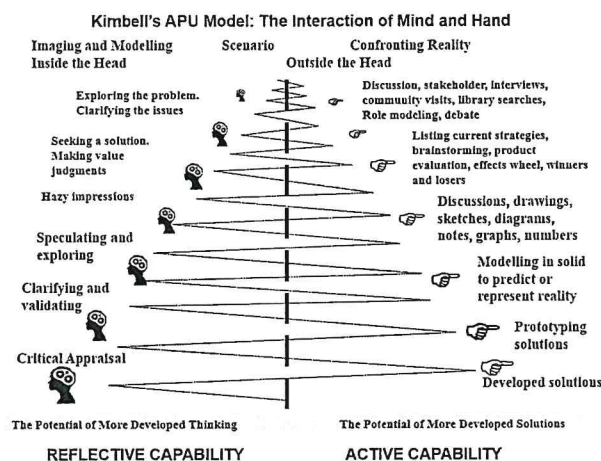 Kimbell's APU Model: The Interaction of Mind and Hand
Imaging and Modelling
Inside the Head
Scenario
Confronting Reality
Outside the Head
Exploring the problem.
Clarifying the issues
Discussion, stakeholder, interviews,
community visits, library searches,
Role modeling, debate
Seeking a solution.
Making value
judgments
Listing current strategies,
brainstorming, product
evaluation, effects wheel, winners
and losers
Hazy impressions
Discussions, drawings,
sketches, diagrams,
notes, graphs, numbers
Speculating and
exploring
Modelling in solid
to predict or
represent reality
Clarifying and
validating
Prototyping
solutions
Critical Appraisal
Developed solutions
The Potential of More Developed Thinking
The Potential of More Developed Solutions
REFLECTIVE CAPABILITY
ACTIVE CAPABILITY